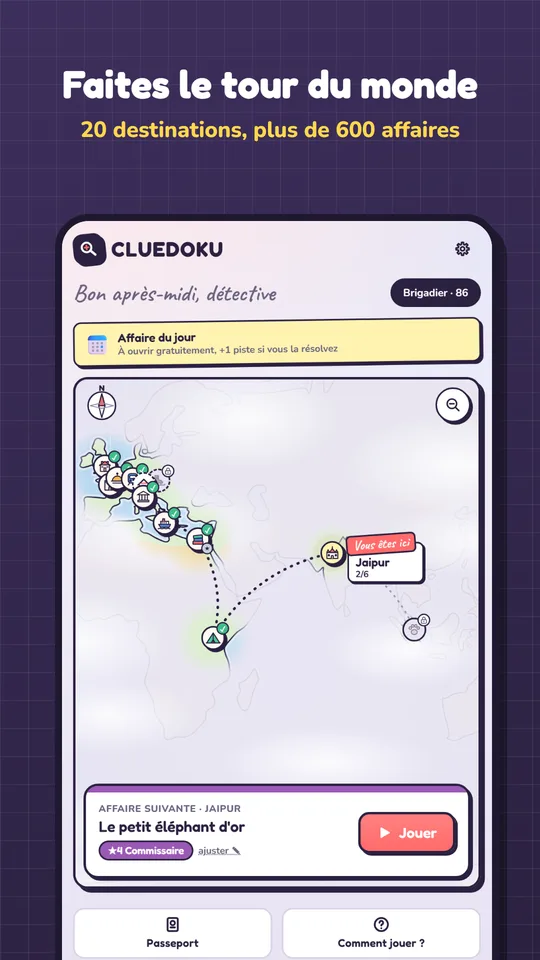 Faites le tour du monde
20 destinations, plus de 600 affaires
CLUEDOKU
Bon après-midi, détective
Brigadier · 86
Affaire du jour
À ouvrir gratuitement, +1 piste si vous la résolvez
N
Vous êtes ici
Jaipur
2/6
AFFAIRE SUIVANTE · JAIPUR
Le petit éléphant d'or
★4 Commissaire
ajuster ✎
Jouer
Passeport
Comment jouer ?